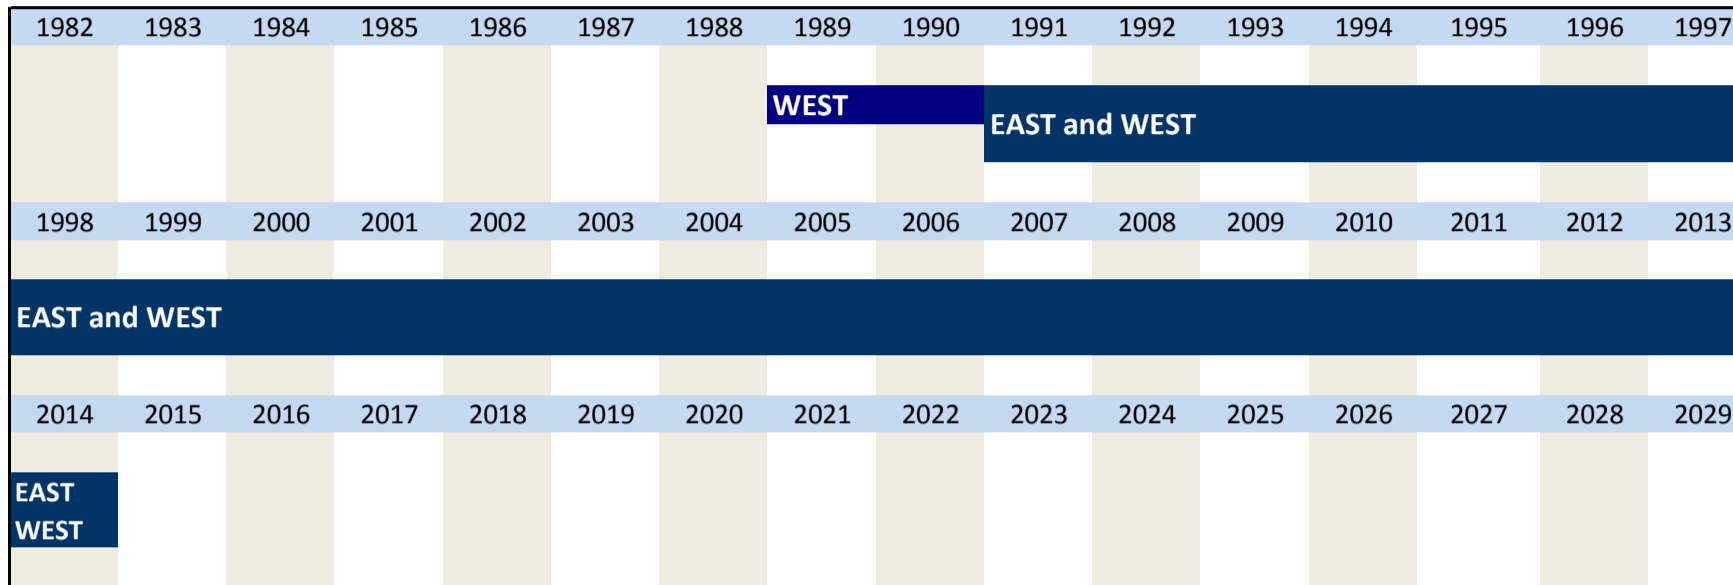 1982 1983 1984 1985 1986 1987 1988 1989 1990 1991 1992 1993 1994 1995 1996 1997
WEST
EAST and WEST
1998 1999 2000 2001 2002 2003 2004 2005 2006 2007 2008 2009 2010 2011 2012 2013
EAST and WEST
2014 2015 2016 2017 2018 2019 2020 2021 2022 2023 2024 2025 2026 2027 2028 2029
EAST
WEST